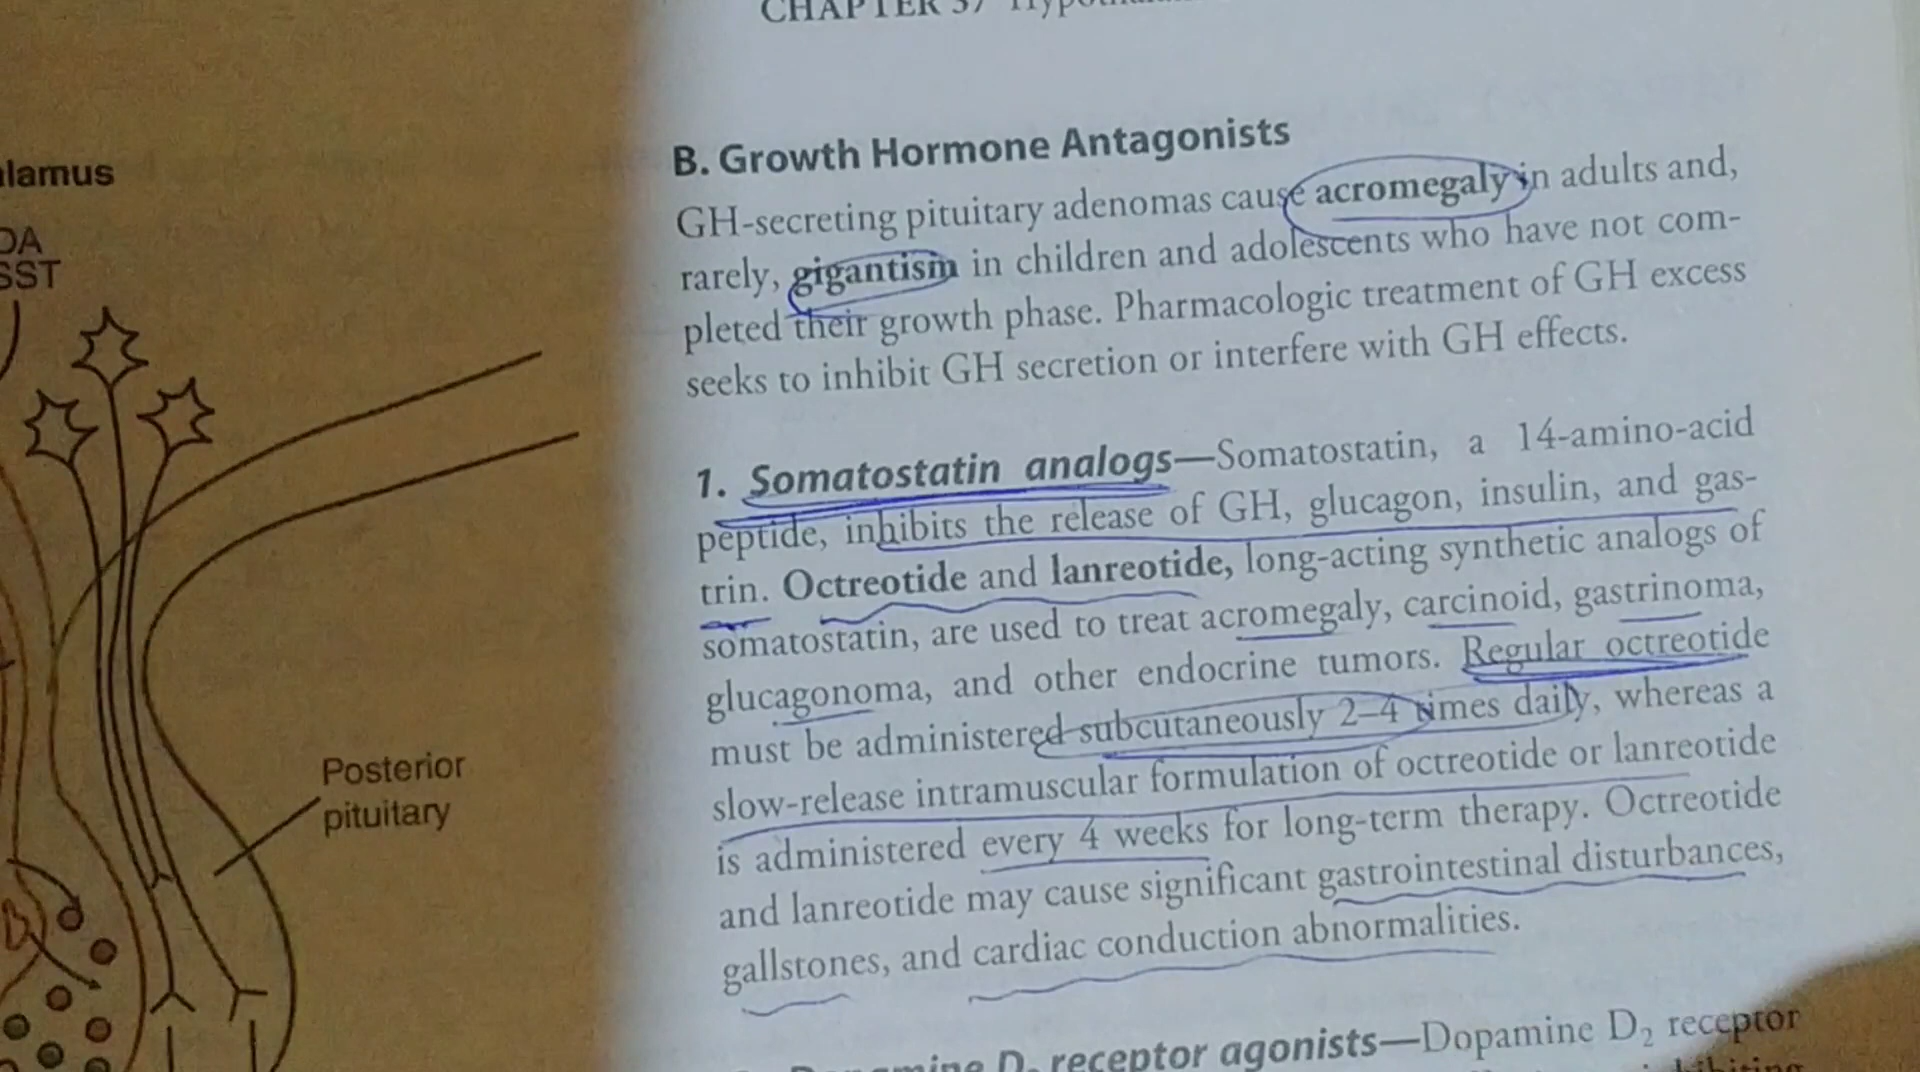 CHAPTER 37
lamus
DA
SST
Posterior
pituitary
B. Growth Hormone Antagonists
GH-secreting pituitary adenomas cause acromegaly in adults and,
rarely, gigantism in children and adolescents who have not com-
pleted their growth phase. Pharmacologic treatment of GH excess
seeks to inhibit GH secretion or interfere with GH effects.
1. Somatostatin analogs—Somatostatin, a 14-amino-acid
peptide, inhibits the release of GH, glucagon, insulin, and gas-
trin. Octreotide and lanreotide, long-acting synthetic analogs of
somatostatin, are used to treat acromegaly, carcinoid, gastrinoma,
glucagonoma, and other endocrine tumors. Regular octreotide
must be administered subcutaneously 2–4 times daily, whereas a
slow-release intramuscular formulation of octreotide or lanreotide
is administered every 4 weeks for long-term therapy. Octreotide
and lanreotide may cause significant gastrointestinal disturbances,
gallstones, and cardiac conduction abnormalities.
receptor agonists—Dopamine D₂ receptor